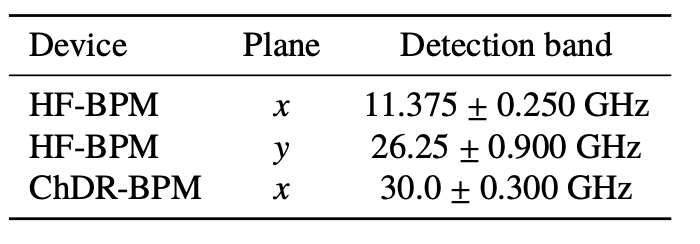 Device Plane Detection band
HF-BPM x 11.375 ± 0.250 GHz
HF-BPM y 26.25 ± 0.900 GHz
ChDR-BPM x 30.0 ± 0.300 GHz